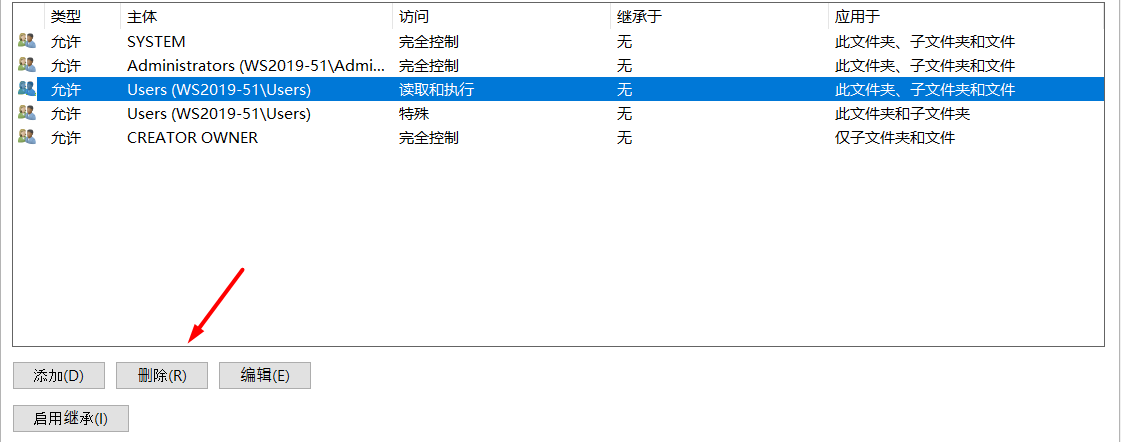 类型 主体 访问 继承于 应用于
允许 SYSTEM 完全控制 无 此文件夹、子文件夹和文件
允许 Administrators (WS2019-51\Admi... 完全控制 无 此文件夹、子文件夹和文件
允许 Users (WS2019-51\Users) 读取和执行 无 此文件夹、子文件夹和文件
允许 Users (WS2019-51\Users) 特殊 无 此文件夹和子文件夹
允许 CREATOR OWNER 完全控制 无 仅子文件夹和文件
添加(D) 删除(R) 编辑(E)
启用继承(I)